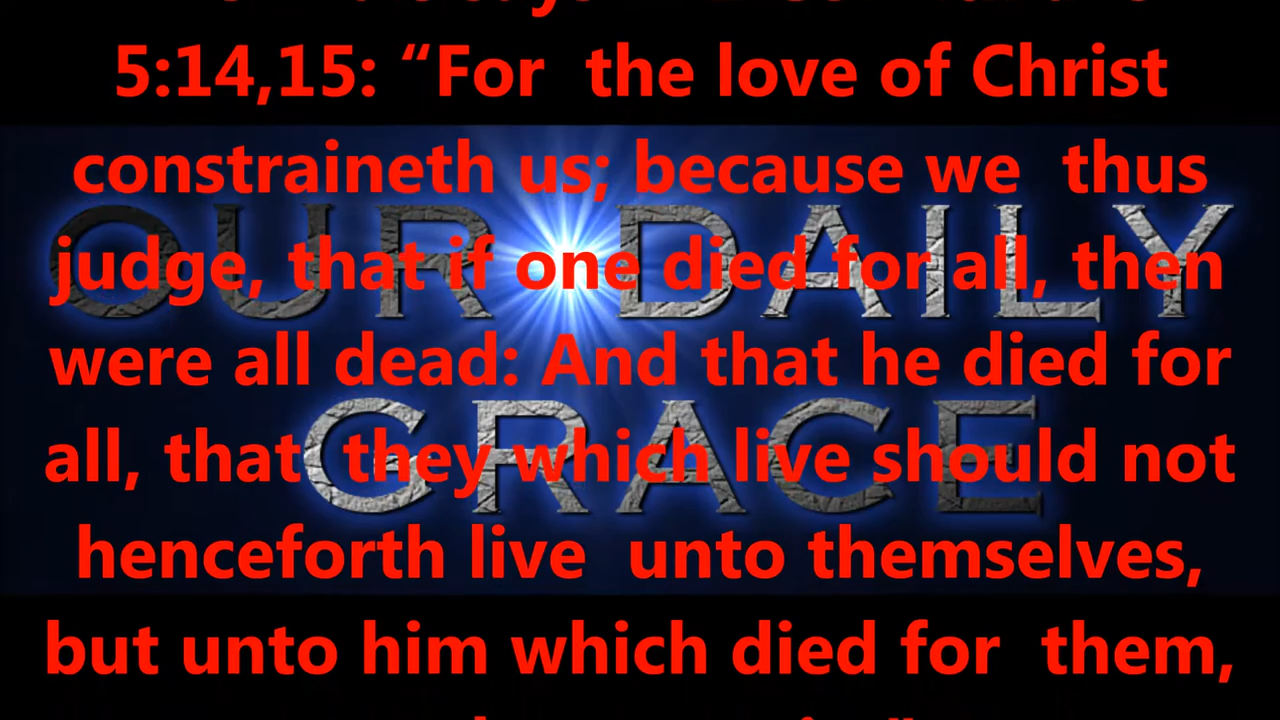 5:14,15: “For the love of Christ
constraineth us; because we thus
judge, that if one died for all, then
were all dead: And that he died for
all, that they which live should not
henceforth live unto themselves,
but unto him which died for them,
OUR DAILY
GRACE